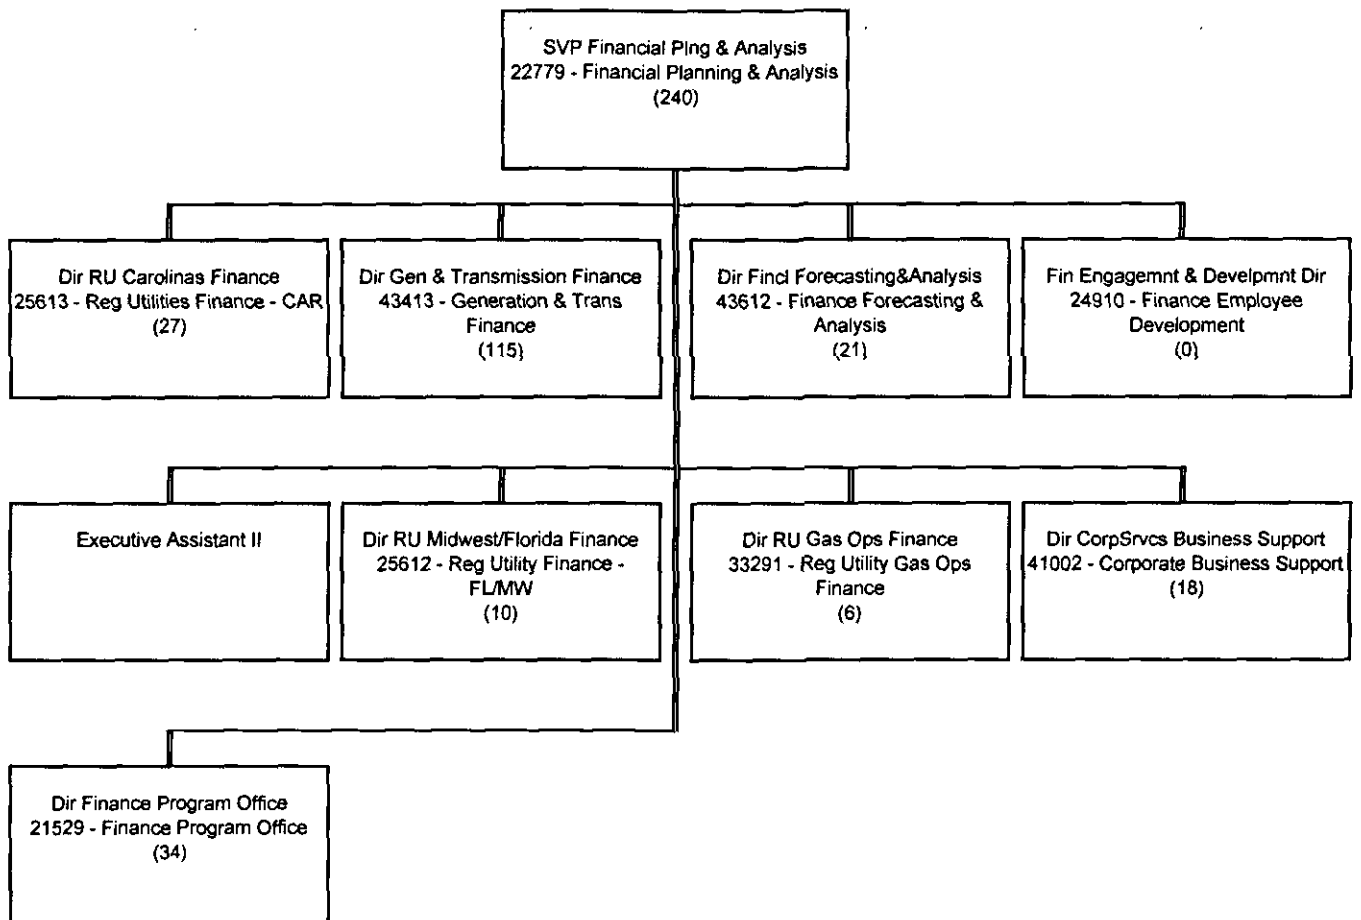 SVP Financial Plng & Analysis
22779 - Financial Planning & Analysis
(240)
Dir RU Carolinas Finance
25613 - Reg Utilities Finance - CAR
(27)
Dir Gen & Transmission Finance
43413 - Generation & Trans
Finance
(115)
Dir Fincl Forecasting&Analysis
43612 - Finance Forecasting &
Analysis
(21)
Fin Engagemnt & Develpmnt Dir
24910 - Finance Employee
Development
(0)
Executive Assistant II
Dir RU Midwest/Florida Finance
25612 - Reg Utility Finance -
FL/MW
(10)
Dir RU Gas Ops Finance
33291 - Reg Utility Gas Ops
Finance
(6)
Dir CorpSrvcs Business Support
41002 - Corporate Business Support
(18)
Dir Finance Program Office
21529 - Finance Program Office
(34)